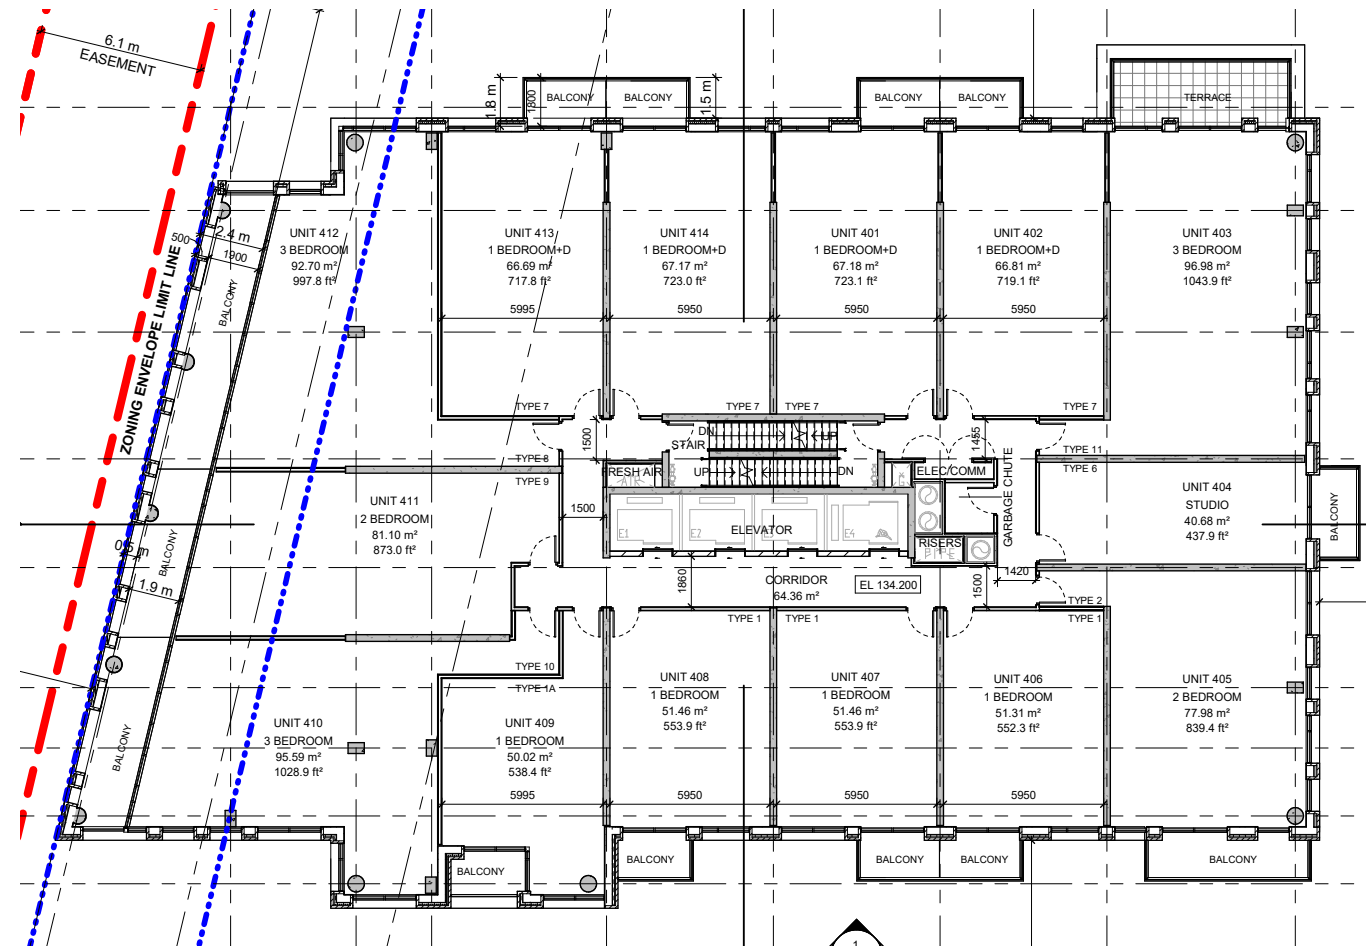 6.1 m
EASEMENT
1.8 m
1800
BALCONY
BALCONY
1.5 m
BALCONY
BALCONY
TERRACE
ZONING ENVELOPE LIMIT LINE
500
2.4 m
1900
BALCONY
UNIT 412
3 BEDROOM
92.70 m²
997.8 ft²
UNIT 413
1 BEDROOM+D
66.69 m²
717.8 ft²
5995
UNIT 414
1 BEDROOM+D
67.17 m²
723.0 ft²
5950
UNIT 401
1 BEDROOM+D
67.18 m²
723.1 ft²
5950
UNIT 402
1 BEDROOM+D
66.81 m²
719.1 ft²
5950
UNIT 403
3 BEDROOM
96.98 m²
1043.9 ft²
TYPE 7
TYPE 7
TYPE 7
TYPE 7
1500
DN
STAIR
UP
UP
DN
1455
TYPE 8
TYPE 9
FRESH AIR
ELEC/COMM
GARBAGE CHUTE
TYPE 11
TYPE 6
UNIT 411
2 BEDROOM
81.10 m²
873.0 ft²
1500
E1
E2
E4
ELEVATOR
RISERS
UNIT 404
STUDIO
40.68 m²
437.9 ft²
BALCONY
BALCONY
1.9 m
1860
CORRIDOR
64.36 m²
EL 134.200
1500
1420
TYPE 2
TYPE 1
TYPE 1
TYPE 1
TYPE 10
TYPE 1A
BALCONY
UNIT 410
3 BEDROOM
95.59 m²
1028.9 ft²
UNIT 409
1 BEDROOM
50.02 m²
538.4 ft²
5995
UNIT 408
1 BEDROOM
51.46 m²
553.9 ft²
5950
UNIT 407
1 BEDROOM
51.46 m²
553.9 ft²
5950
UNIT 406
1 BEDROOM
51.31 m²
552.3 ft²
5950
UNIT 405
2 BEDROOM
77.98 m²
839.4 ft²
BALCONY
BALCONY
BALCONY
BALCONY
BALCONY
1